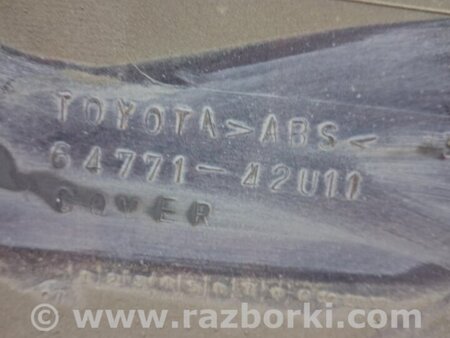 TOYOTA >ABS<
64771-42U11
COVER
© www.razborki.com